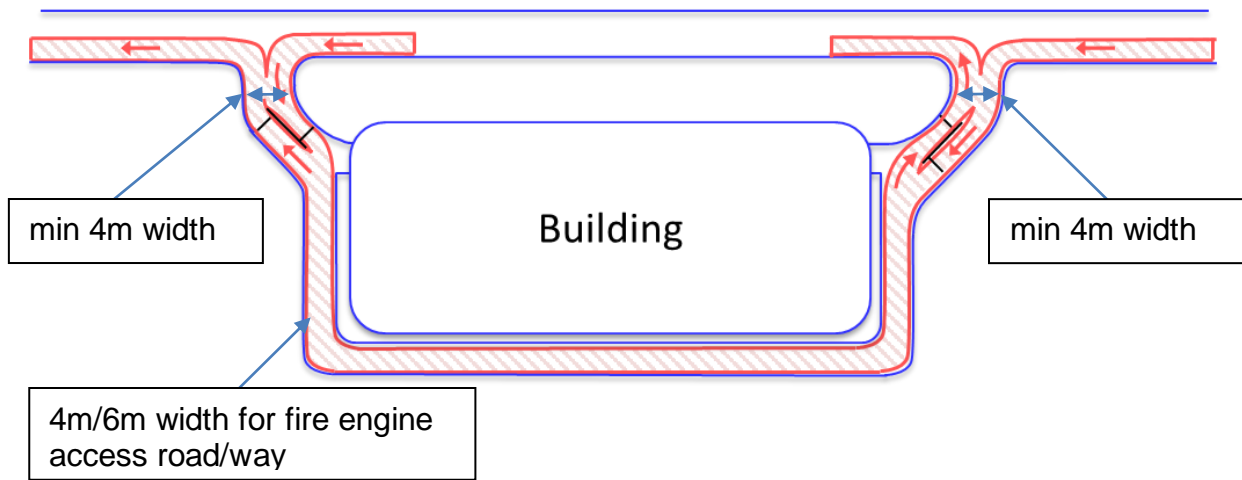 min 4m width
Building
min 4m width
4m/6m width for fire engine
access road/way